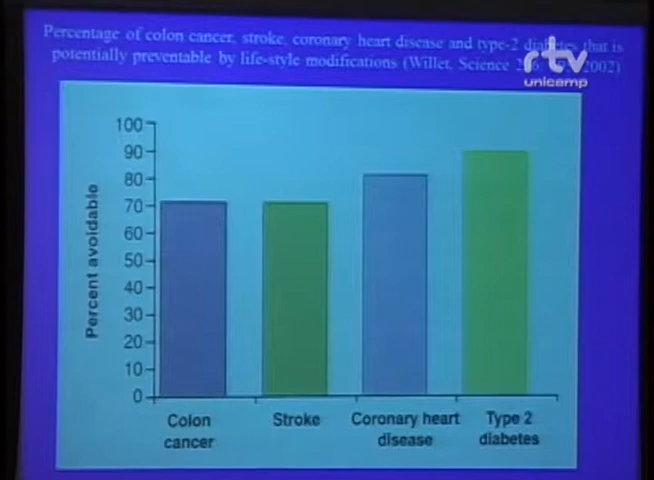 Percentage of colon cancer, stroke, coronary heart disease and type-2 diabetes that is
potentially preventable by life-style modifications (Willet, Science 2002)
rtv
unicamp
100
90
80
70
60
50
40
30
20
10
0
Percent avoidable
Colon
cancer
Stroke
Coronary heart
disease
Type 2
diabetes